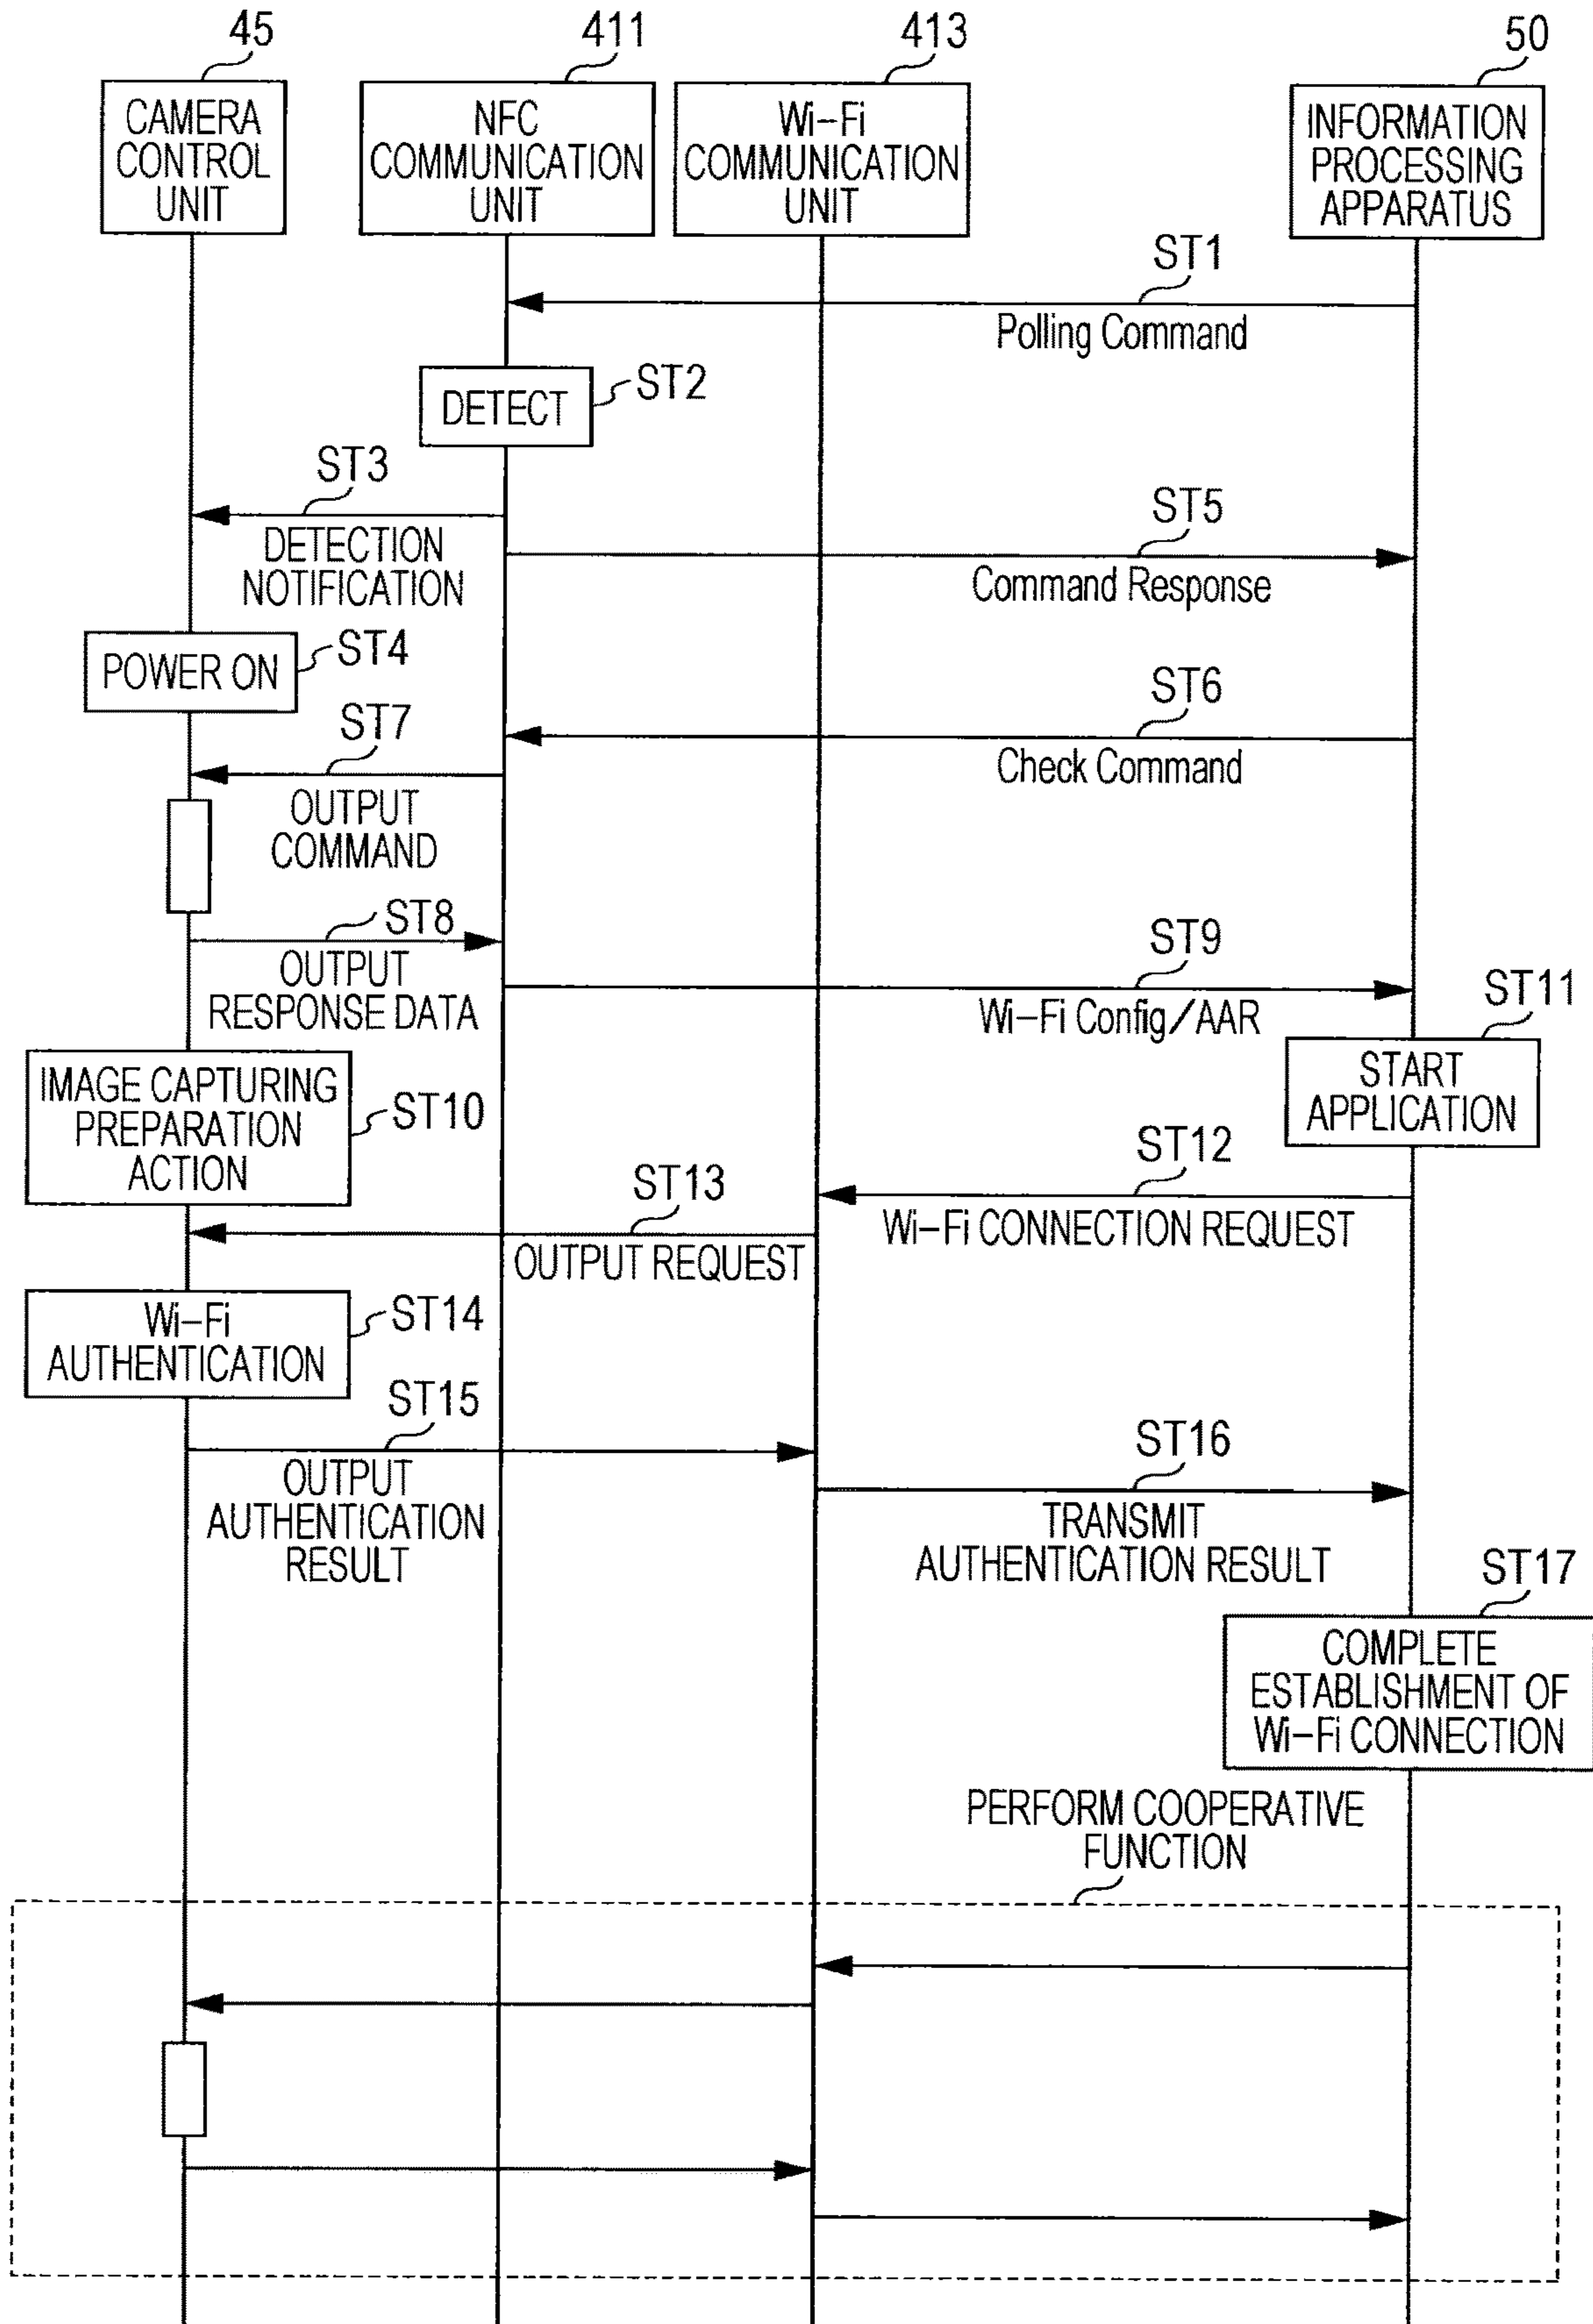 45
411
413
50
CAMERA
CONTROL
UNIT
NFC
COMMUNICATION
UNIT
Wi-Fi
COMMUNICATION
UNIT
INFORMATION
PROCESSING
APPARATUS
ST1
Polling Command
DETECT
ST2
ST3
DETECTION
NOTIFICATION
ST5
Command Response
POWER ON
ST4
ST6
Check Command
ST7
OUTPUT
COMMAND
ST8
OUTPUT
RESPONSE DATA
ST9
Wi-Fi Config/AAR
ST11
START
APPLICATION
IMAGE CAPTURING
PREPARATION
ACTION
ST10
ST12
Wi-Fi CONNECTION REQUEST
ST13
OUTPUT REQUEST
Wi-Fi
AUTHENTICATION
ST14
ST15
OUTPUT
AUTHENTICATION
RESULT
ST16
TRANSMIT
AUTHENTICATION RESULT
ST17
COMPLETE
ESTABLISHMENT OF
Wi-Fi CONNECTION
PERFORM COOPERATIVE
FUNCTION